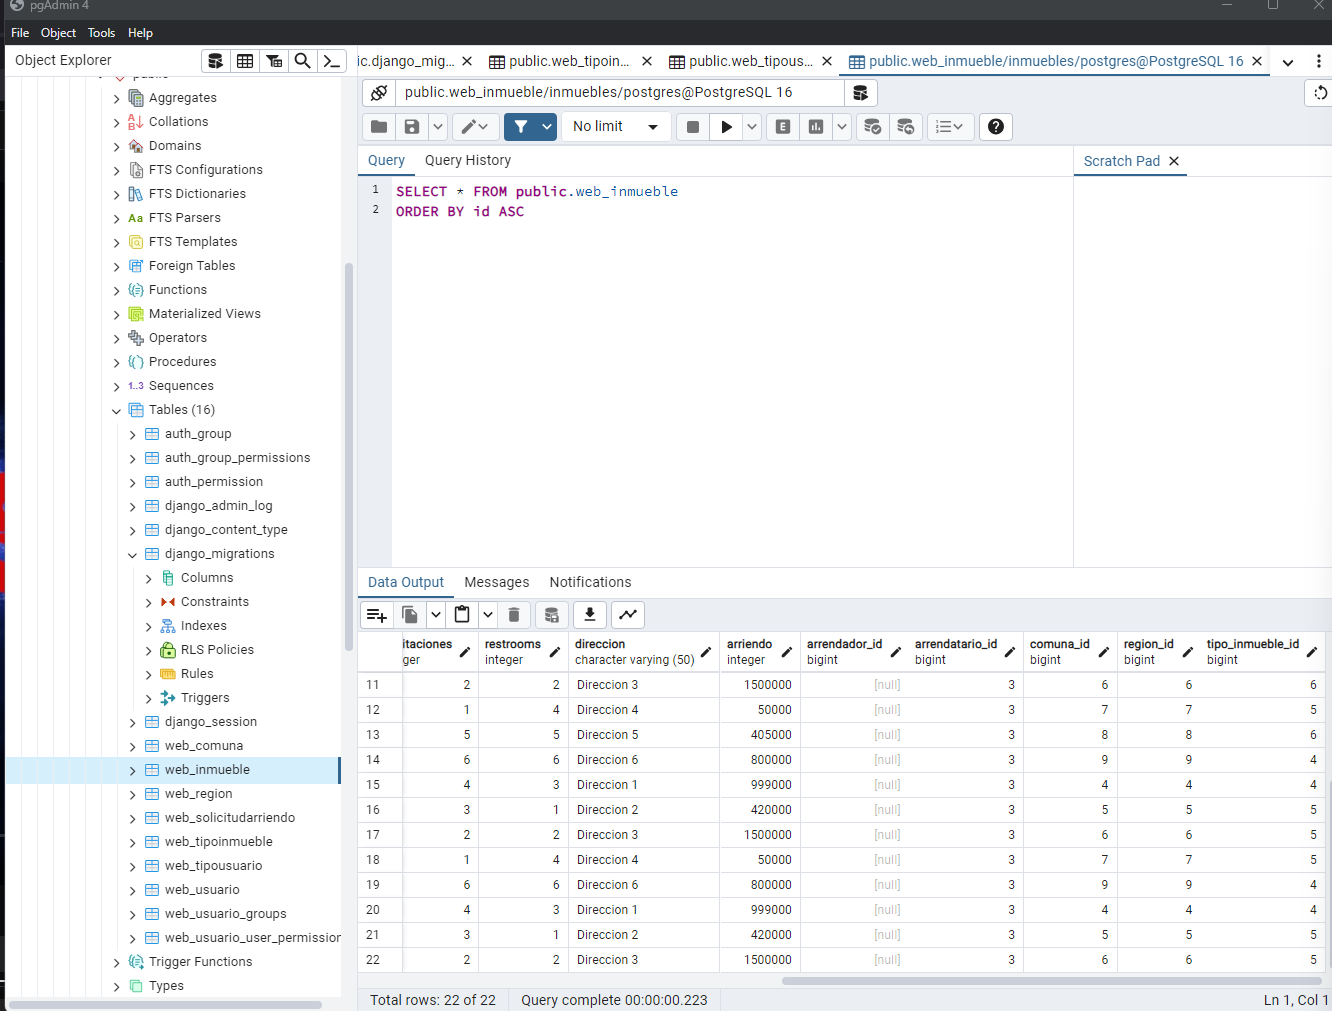 pgAdmin 4
File Object Tools Help
Object Explorer
public
Aggregates
Collations
Domains
FTS Configurations
FTS Dictionaries
Aa FTS Parsers
FTS Templates
Foreign Tables
Functions
Materialized Views
Operators
Procedures
1..3 Sequences
Tables (16)
auth_group
auth_group_permissions
auth_permission
django_admin_log
django_content_type
django_migrations
Columns
Constraints
Indexes
RLS Policies
Rules
Triggers
django_session
web_comuna
web_inmueble
web_region
web_solicitudarriendo
web_tipoinmueble
web_tipousuario
web_usuario
web_usuario_groups
web_usuario_user_permission
Trigger Functions
Types
ic.django_mig... public.web_tipoin... public.web_tipous... public.web_inmueble/inmuebles/postgres@PostgreSQL 16
public.web_inmueble/inmuebles/postgres@PostgreSQL 16
No limit E
Query Query History Scratch Pad
1 SELECT * FROM public.web_inmueble
2 ORDER BY id ASC
Data Output Messages Notifications
itaciones restrooms direccion arriendo arrendador_id arrendatario_id comuna_id region_id tipo_inmueble_id
ger integer character varying (50) integer bigint bigint bigint bigint bigint
11 2 2 Direccion 3 1500000 [null] 3 6 6 6
12 1 4 Direccion 4 50000 [null] 3 7 7 5
13 5 5 Direccion 5 405000 [null] 3 8 8 6
14 6 6 Direccion 6 800000 [null] 3 9 9 4
15 4 3 Direccion 1 999000 [null] 3 4 4 4
16 3 1 Direccion 2 420000 [null] 3 5 5 5
17 2 2 Direccion 3 1500000 [null] 3 6 6 5
18 1 4 Direccion 4 50000 [null] 3 7 7 5
19 6 6 Direccion 6 800000 [null] 3 9 9 4
20 4 3 Direccion 1 999000 [null] 3 4 4 4
21 3 1 Direccion 2 420000 [null] 3 5 5 5
22 2 2 Direccion 3 1500000 [null] 3 6 6 5
Total rows: 22 of 22 Query complete 00:00:00.223 Ln 1, Col 1